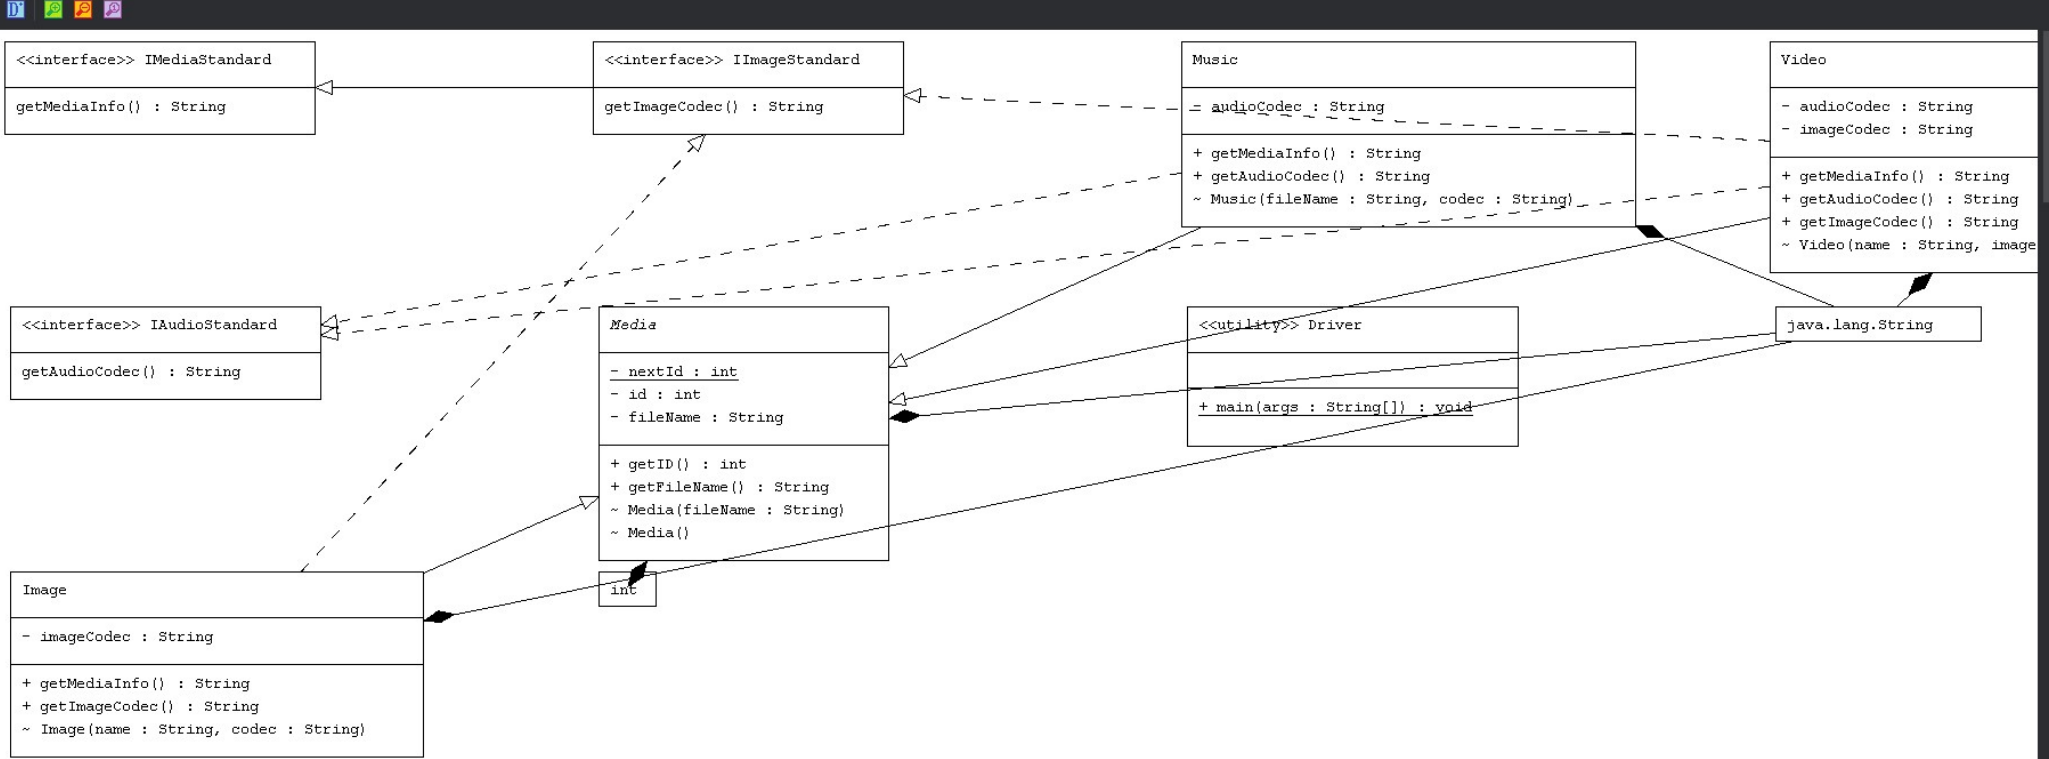 <<interface>> IMediaStandard
getMediaInfo() : String
<<interface>> IImageStandard
getImageCodec() : String
Music
- audioCodec : String
+ getMediaInfo() : String
+ getAudioCodec() : String
~ Music(fileName : String, codec : String)
Video
- audioCodec : String
- imageCodec : String
+ getMediaInfo() : String
+ getAudioCodec() : String
+ getImageCodec() : String
~ Video(name : String, image
<<interface>> IAudioStandard
getAudioCodec() : String
Media
- nextId : int
- id : int
- fileName : String
+ getID() : int
+ getFileName() : String
~ Media(fileName : String)
~ Media()
<<utility>> Driver
+ main(args : String[]) : void
java.lang.String
int
Image
- imageCodec : String
+ getMediaInfo() : String
+ getImageCodec() : String
~ Image(name : String, codec : String)